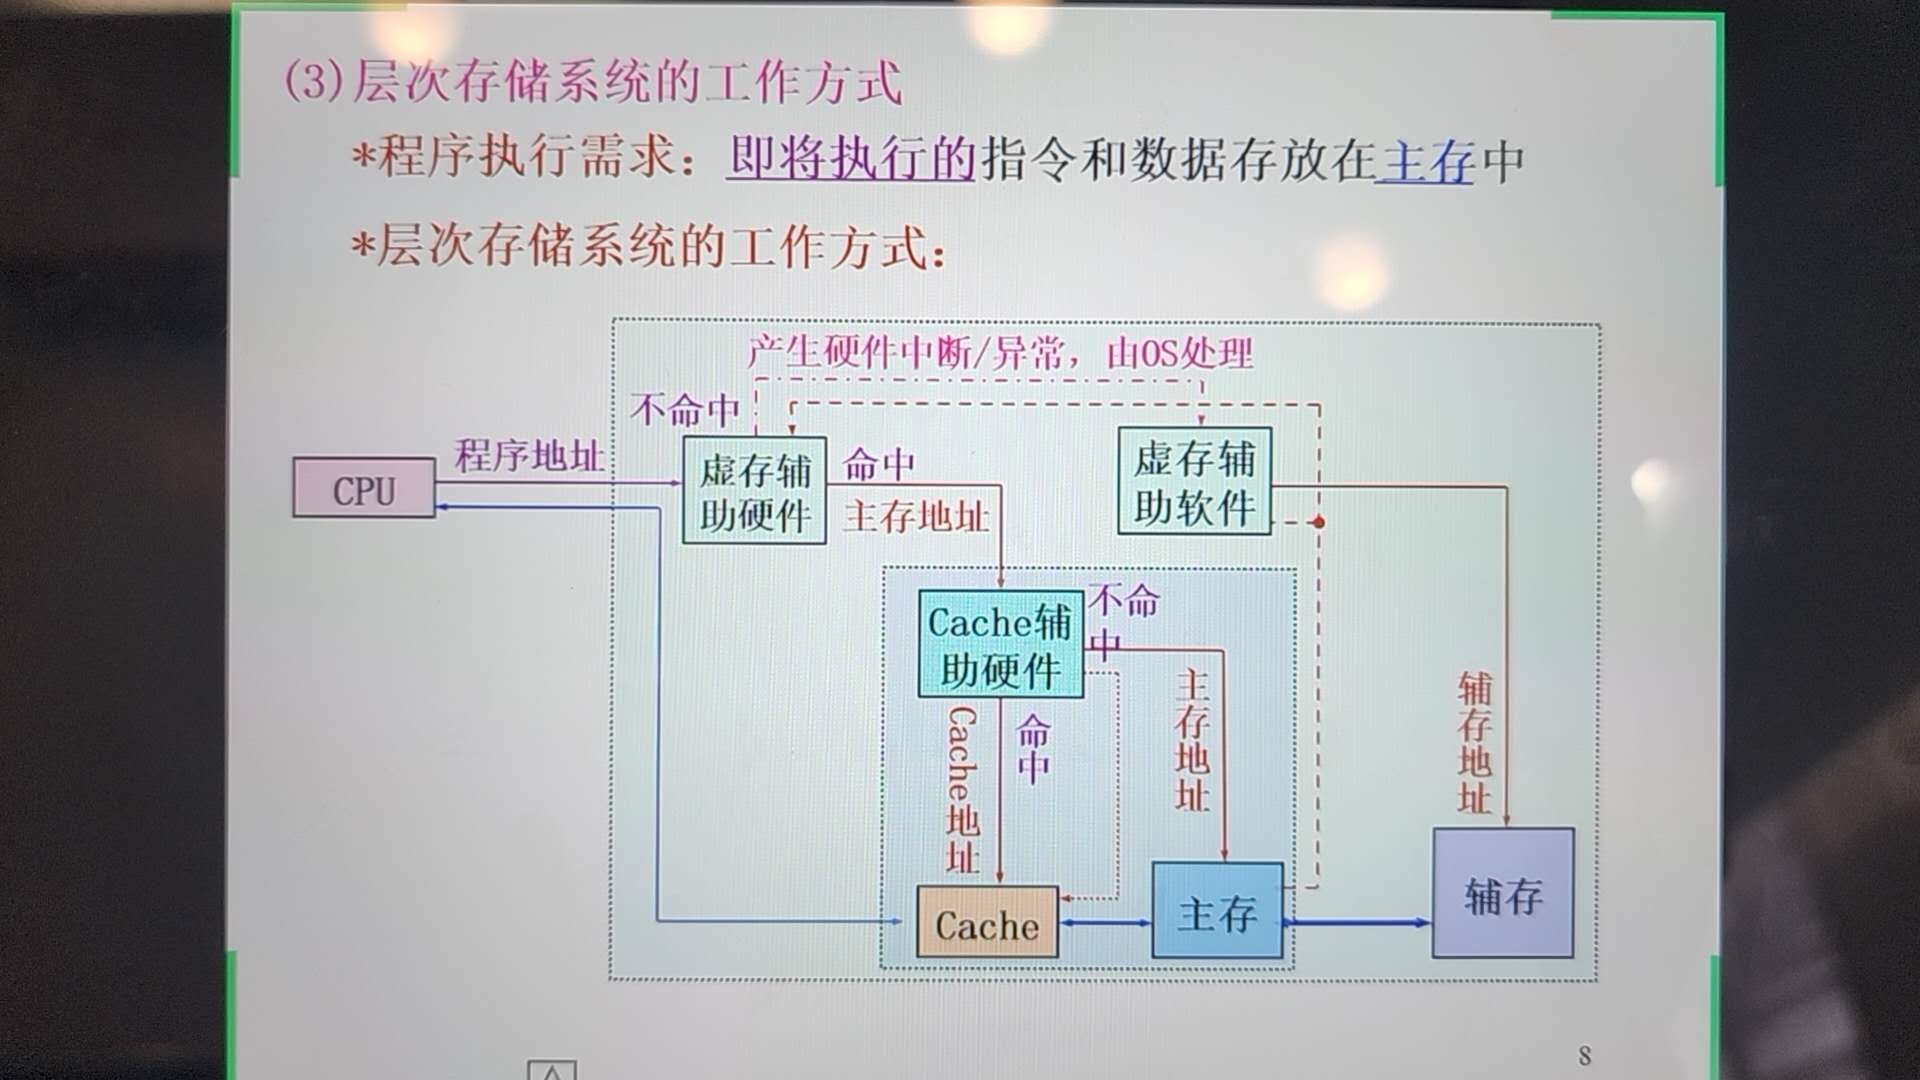 (3)层次存储系统的工作方式
*程序执行需求：即将执行的指令和数据存放在主存中
*层次存储系统的工作方式：
产生硬件中断/异常，由OS处理
不命中
程序地址
CPU
虚存辅
助硬件
命中
主存地址
虚存辅
助软件
Cache辅
助硬件
不命
中
Cache地址
命中
主存地址
辅存地址
Cache
主存
辅存
8